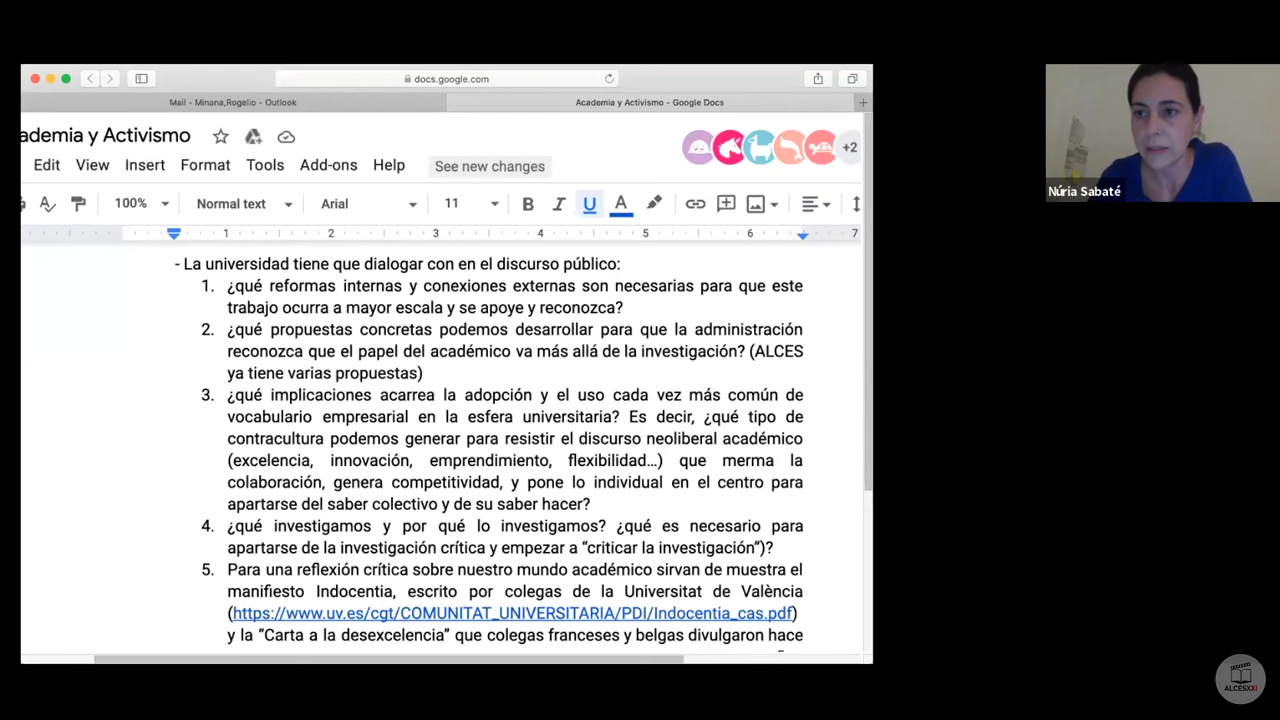 docs.google.com
Mail - Minana,Rogelio - Outlook
Academia y Activismo - Google Docs
ademia y Activismo
+2
Edit View Insert Format Tools Add-ons Help See new changes
100% Normal text Arial 11 B I U A
1 2 3 4 5 6 7
- La universidad tiene que dialogar con en el discurso público:
1. ¿qué reformas internas y conexiones externas son necesarias para que este
trabajo ocurra a mayor escala y se apoye y reconozca?
2. ¿qué propuestas concretas podemos desarrollar para que la administración
reconozca que el papel del académico va más allá de la investigación? (ALCES
ya tiene varias propuestas)
3. ¿qué implicaciones acarrea la adopción y el uso cada vez más común de
vocabulario empresarial en la esfera universitaria? Es decir, ¿qué tipo de
contracultura podemos generar para resistir el discurso neoliberal académico
(excelencia, innovación, emprendimiento, flexibilidad…) que merma la
colaboración, genera competitividad, y pone lo individual en el centro para
apartarse del saber colectivo y de su saber hacer?
4. ¿qué investigamos y por qué lo investigamos? ¿qué es necesario para
apartarse de la investigación crítica y empezar a “criticar la investigación”)?
5. Para una reflexión crítica sobre nuestro mundo académico sirvan de muestra el
manifiesto Indocentia, escrito por colegas de la Universitat de València
(https://www.uv.es/cgt/COMUNITAT_UNIVERSITARIA/PDI/Indocentia_cas.pdf)
y la “Carta a la desexcelencia” que colegas franceses y belgas divulgaron hace
Núria Sabaté
ALCESXXI